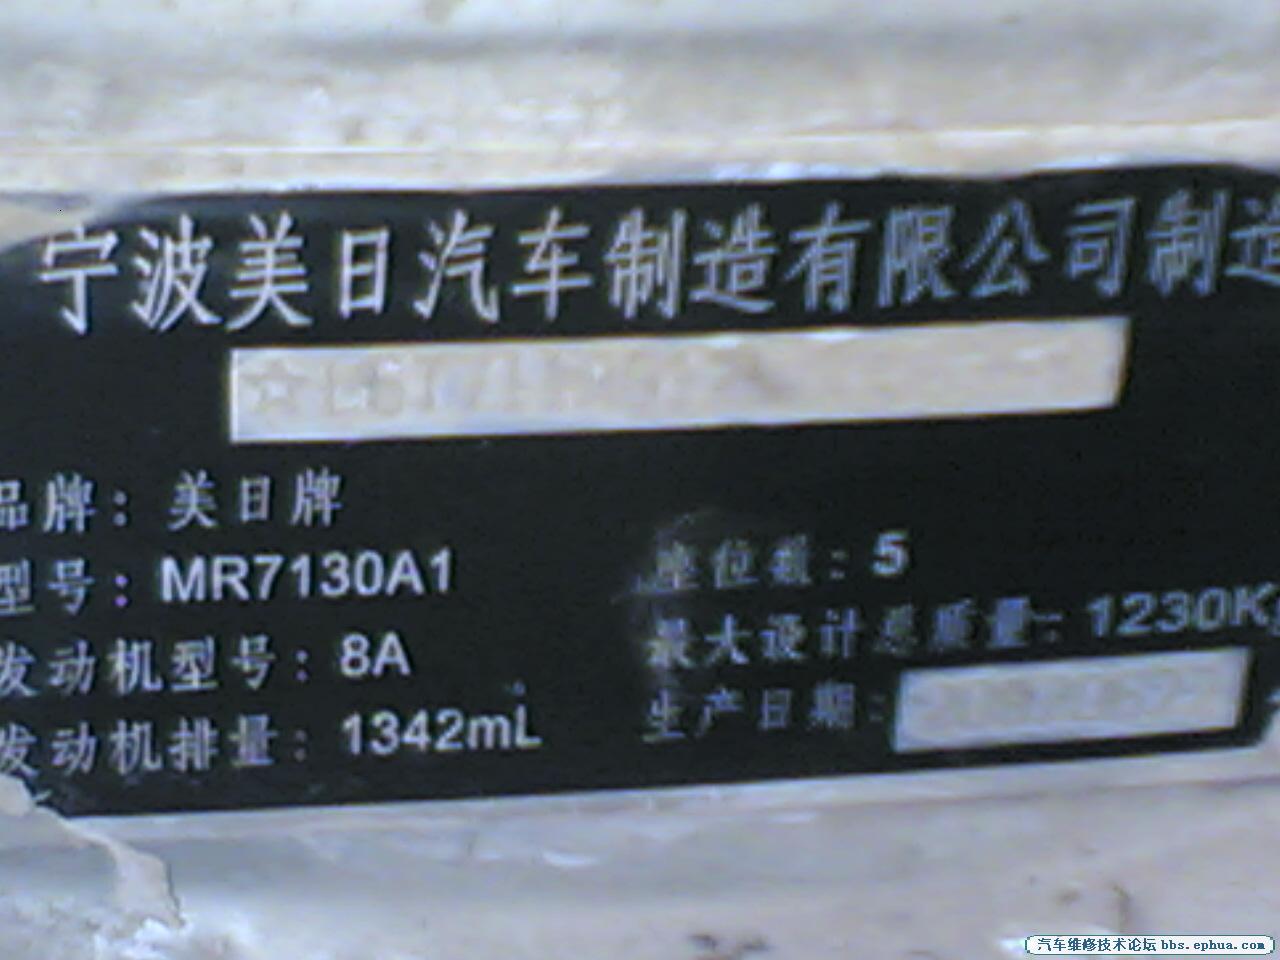 宁波美日汽车制造有限公司制造
品牌：美日牌
型号：MR7130A1
发动机型号：8A
发动机排量：1342mL
座位数：5
最大设计总质量：1230Kg
生产日期：
汽车维修技术论坛 bbs.ephua.com